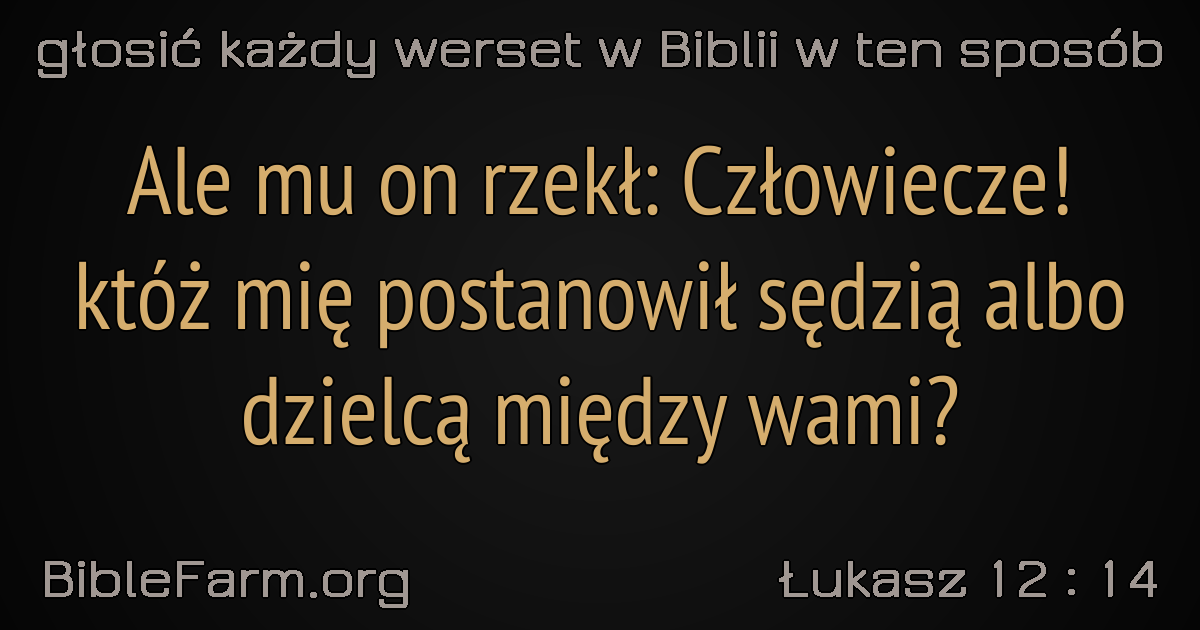 głosić każdy werset w Biblii w ten sposób
Ale mu on rzekł: Człowiecze!
któż mię postanowił sędzią albo
dzielcą między wami?
BibleFarm.org
Łukasz 12 : 14